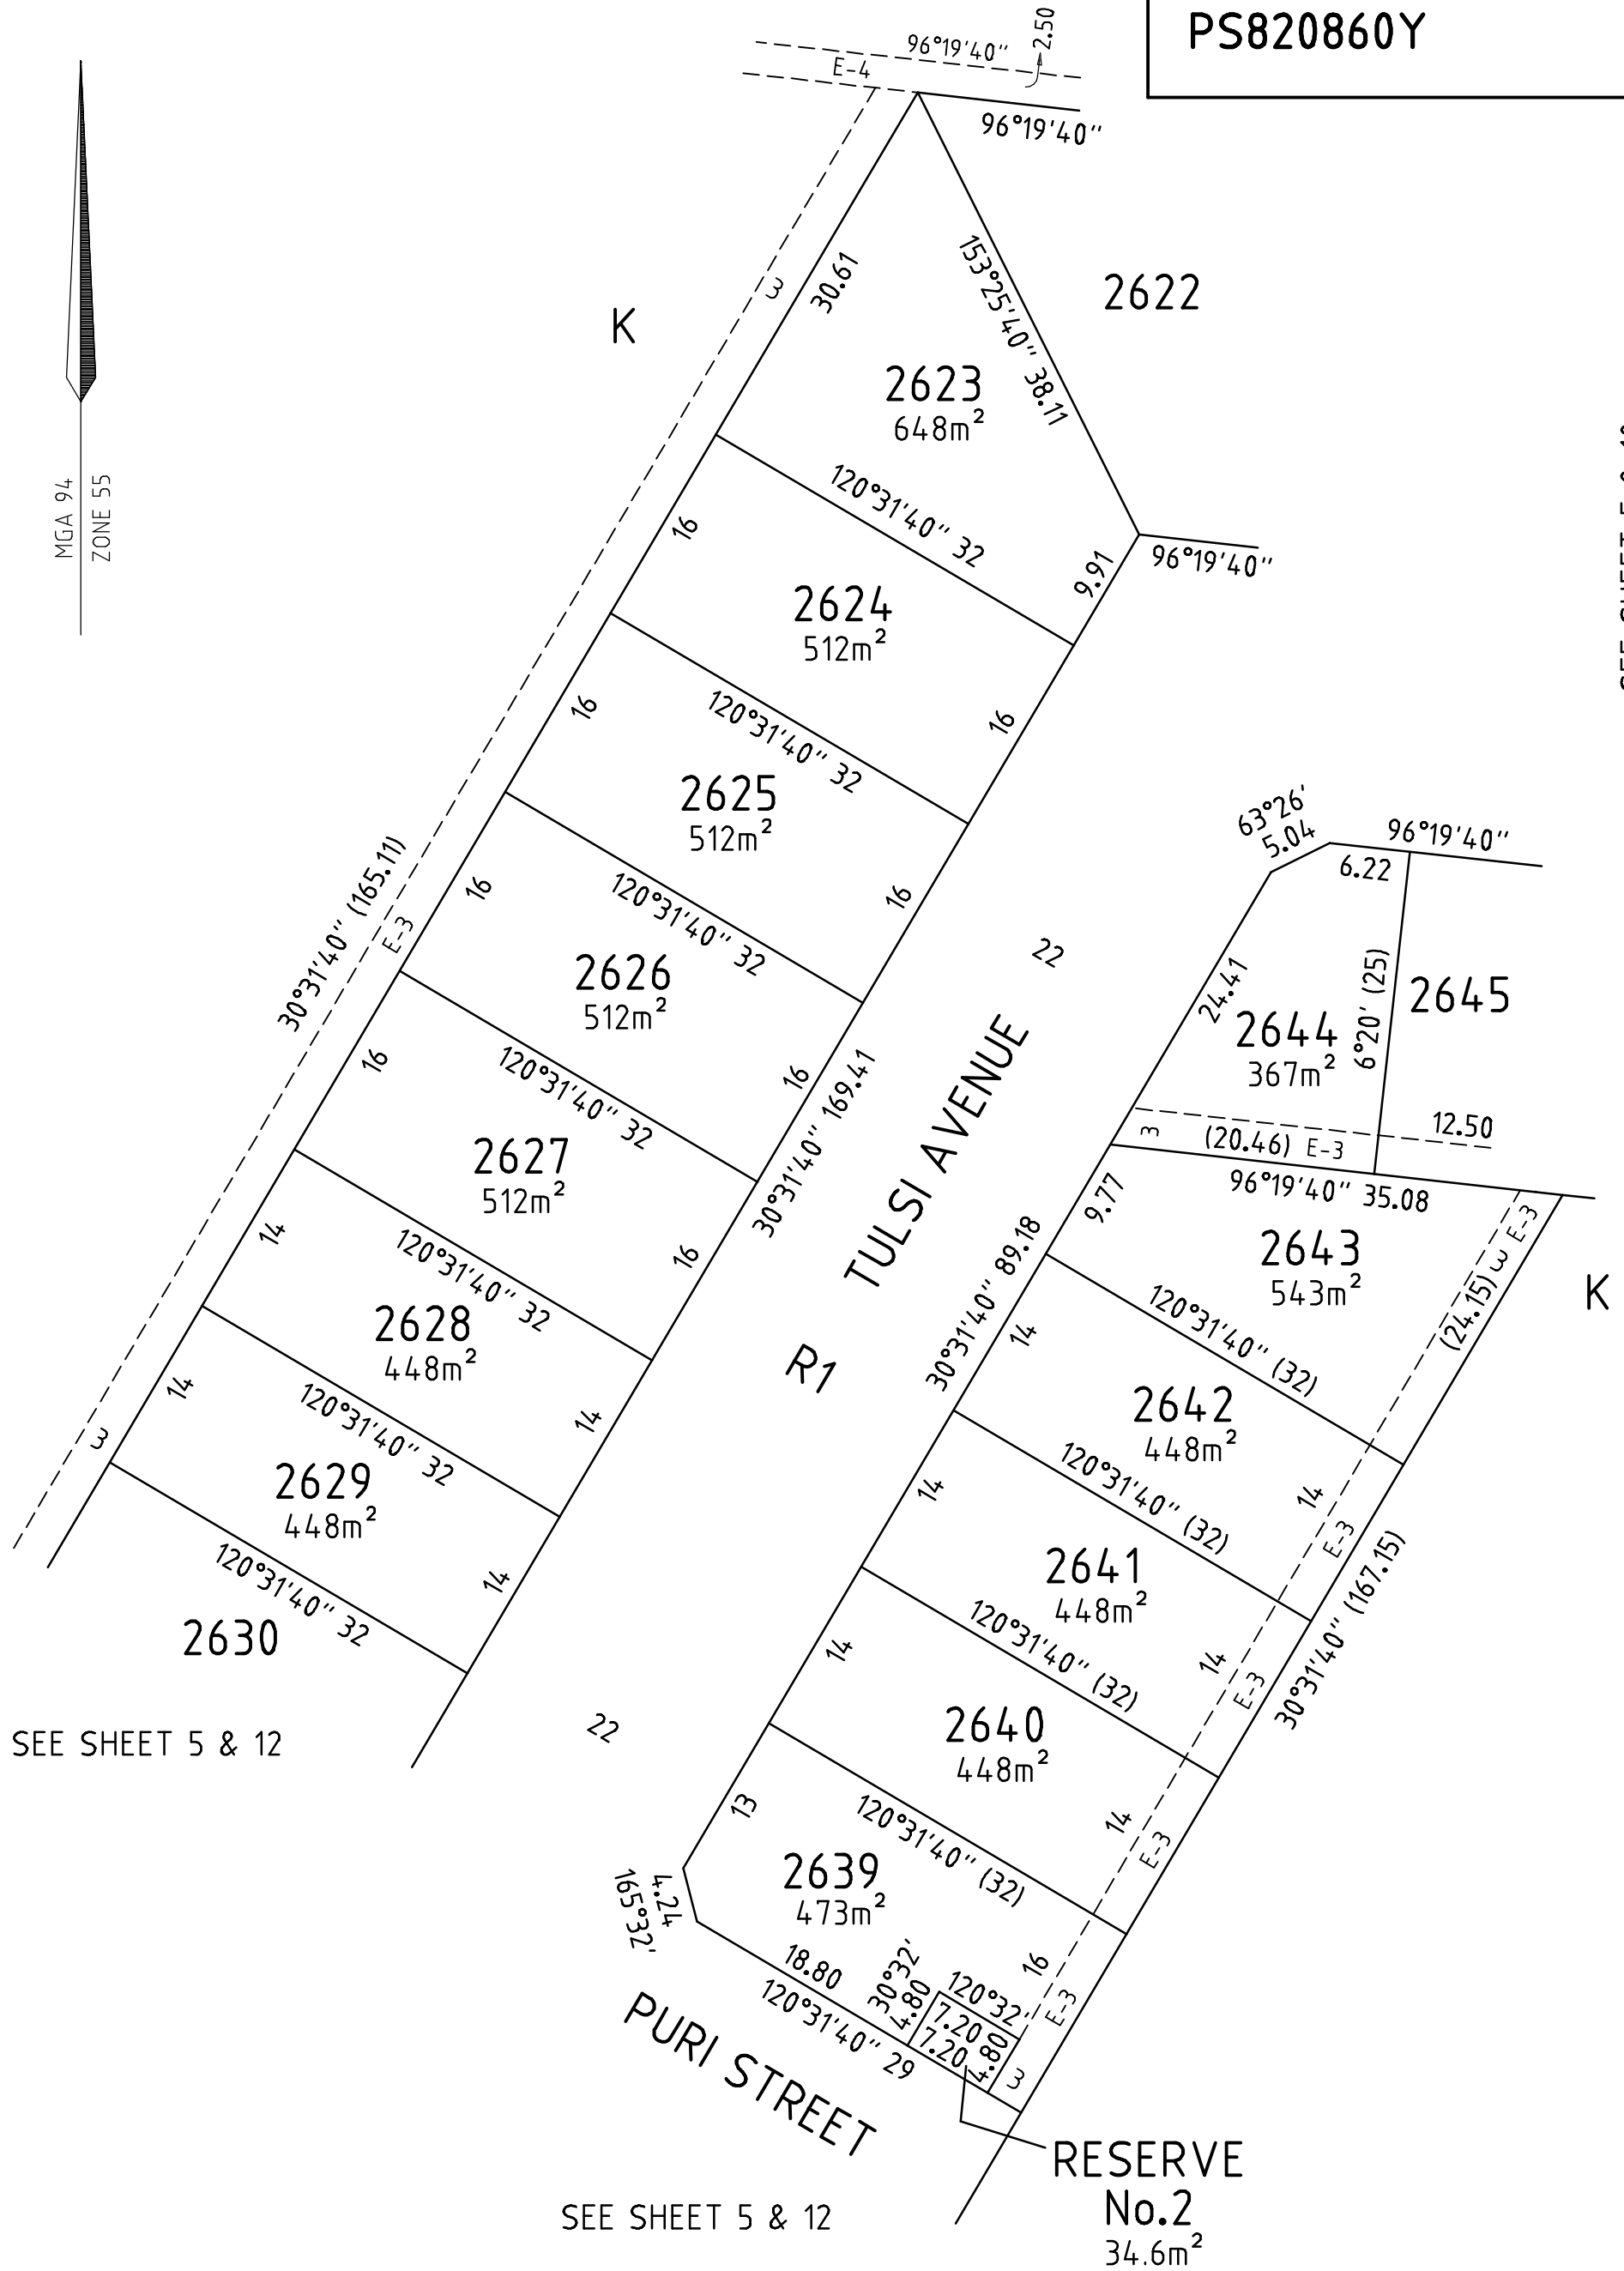 PS820860Y
96°19'40"
2.50
E-4
96°19'40"
MGA 94
ZONE 55
K
3
30.61
153°25'40" 38.11
2622
2623
648m²
120°31'40" 32
9.91
96°19'40"
16
2624
512m²
120°31'40" 32
16
16
2625
512m²
120°31'40" 32
16
30°31'40" (165.11)
E-3
16
2626
512m²
120°31'40" 32
16
30°31'40" 169.41
16
2627
512m²
120°31'40" 32
16
14
2628
448m²
120°31'40" 32
14
3
14
2629
448m²
120°31'40" 32
14
2630
SEE SHEET 5 & 12
22
TULSI AVENUE
R1
22
63°26'
5.04
96°19'40"
6.22
24.41
2644
367m²
6°20' (25)
2645
12.50
3
(20.46) E-3
96°19'40" 35.08
9.77
2643
543m²
(24.15) 3 E-3
K
30°31'40" 89.18
120°31'40" (32)
14
2642
448m²
14
E-3
120°31'40" (32)
14
2641
448m²
14
E-3
30°31'40" (167.15)
120°31'40" (32)
14
2640
448m²
14
E-3
120°31'40" (32)
13
2639
473m²
16
E-3
4.24
165°32'
18.80
30°32'
4.80
120°32'
7.20
7.20
4.80
3
120°31'40" 29
PURI STREET
RESERVE
No.2
34.6m²
SEE SHEET 5 & 12